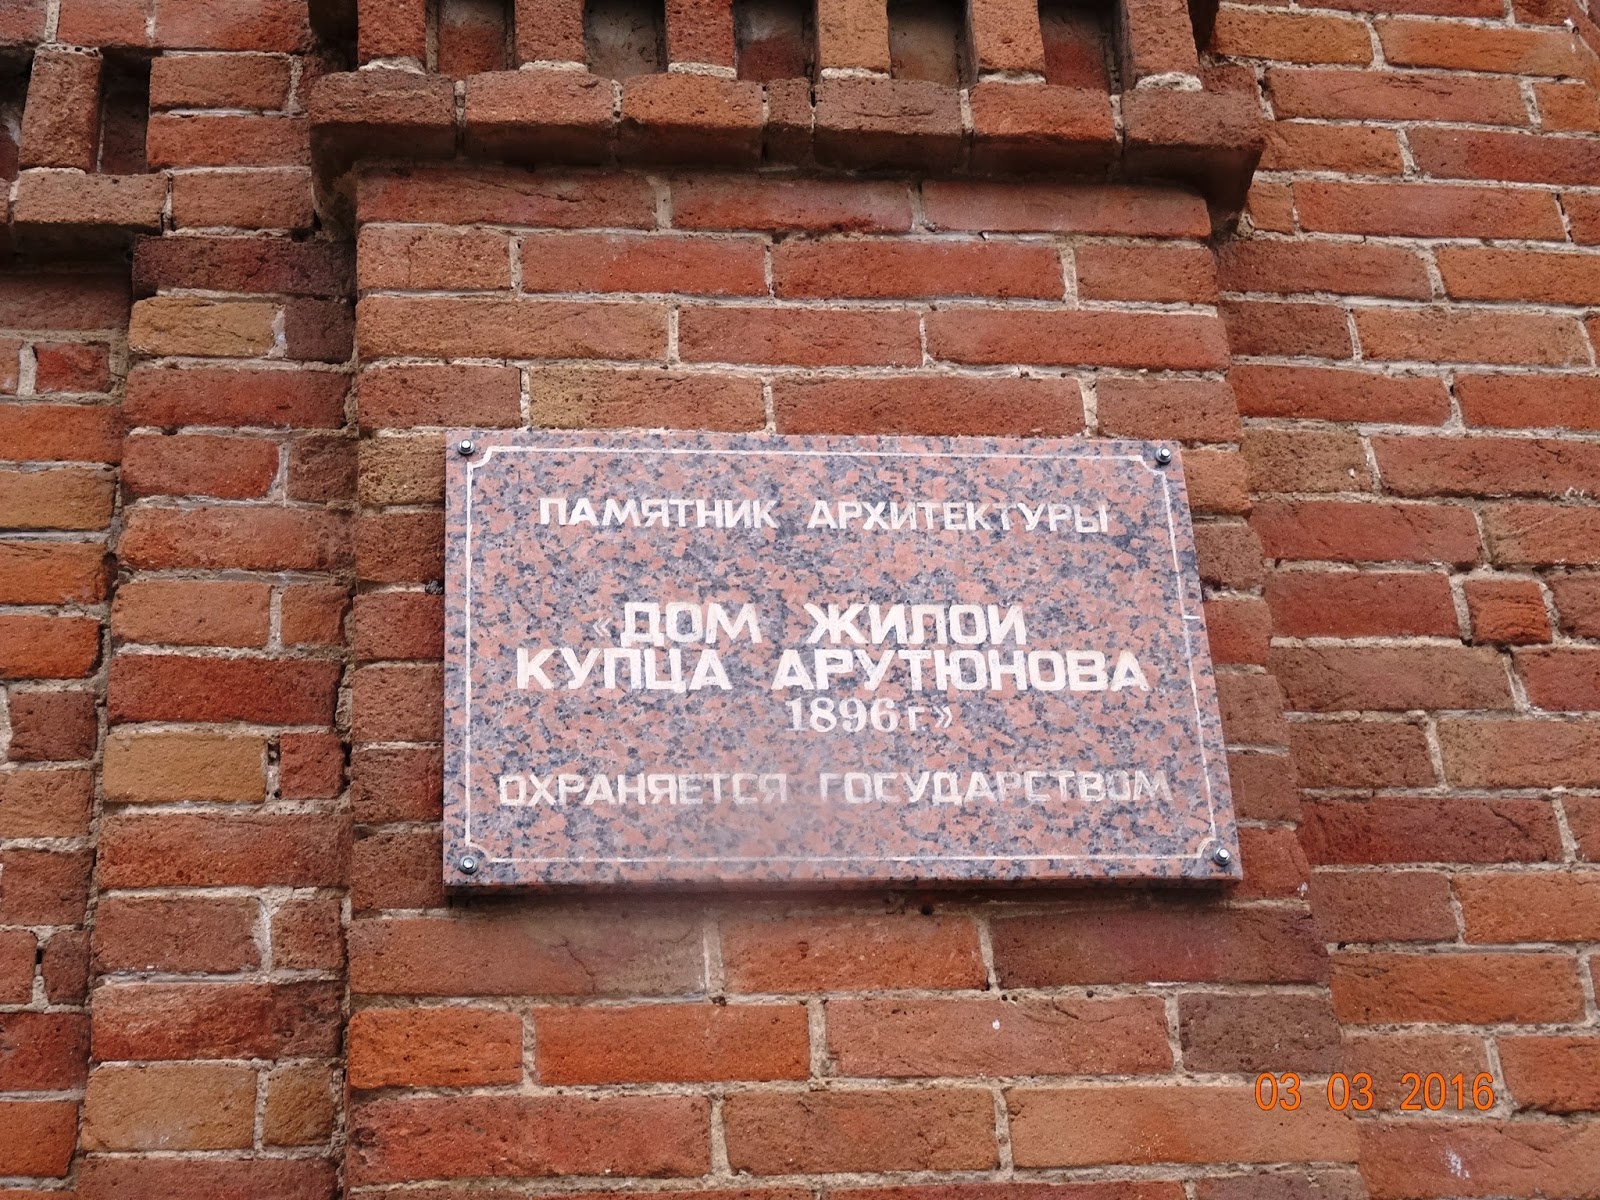 ПАМЯТНИК АРХИТЕКТУРЫ
«ДОМ ЖИЛОЙ
КУПЦА АРУТЮНОВА
1896г»
ОХРАНЯЕТСЯ ГОСУДАРСТВОМ
03 03 2016